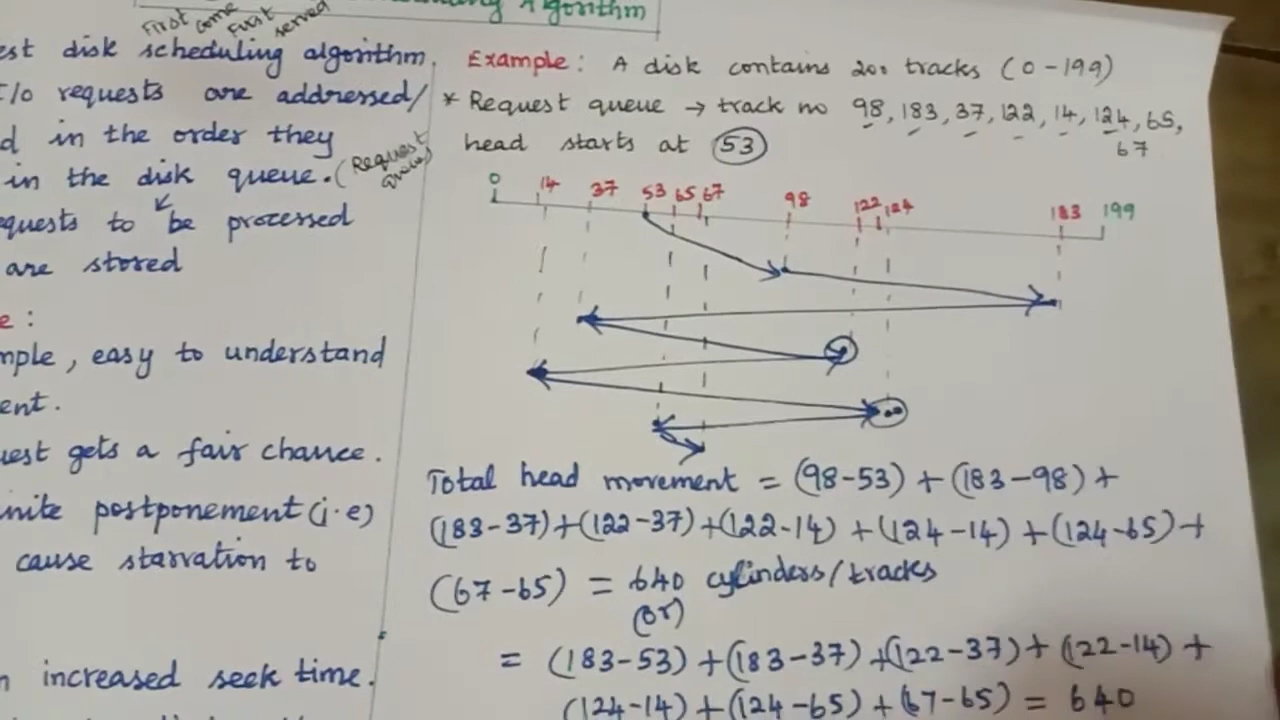 Algorithm
First come First served
est disk scheduling algorithm.
I/o requests are addressed/
d in the order they
in the disk queue. (Request queue)
quests to be processed
are stored
e:
mple, easy to understand
ent.
uest gets a fair chance.
nite postponement (i.e)
cause starvation to
n increased seek time.
Example: A disk contains 200 tracks (0-199)
* Request queue → track no 98, 183, 37, 122, 14, 124, 65,
67
head starts at 53
0 14 37 53 65 67 98 122 124 183 199
Total head movement = (98-53) + (183-98) +
(183-37)+(122-37)+(122-14) + (124-14) + (124-65) +
(67-65) = 640 cylinders/tracks
(or)
= (183-53) + (183-37) + (122-37) + (122-14) +
(124-14) + (124-65) + (67-65) = 640